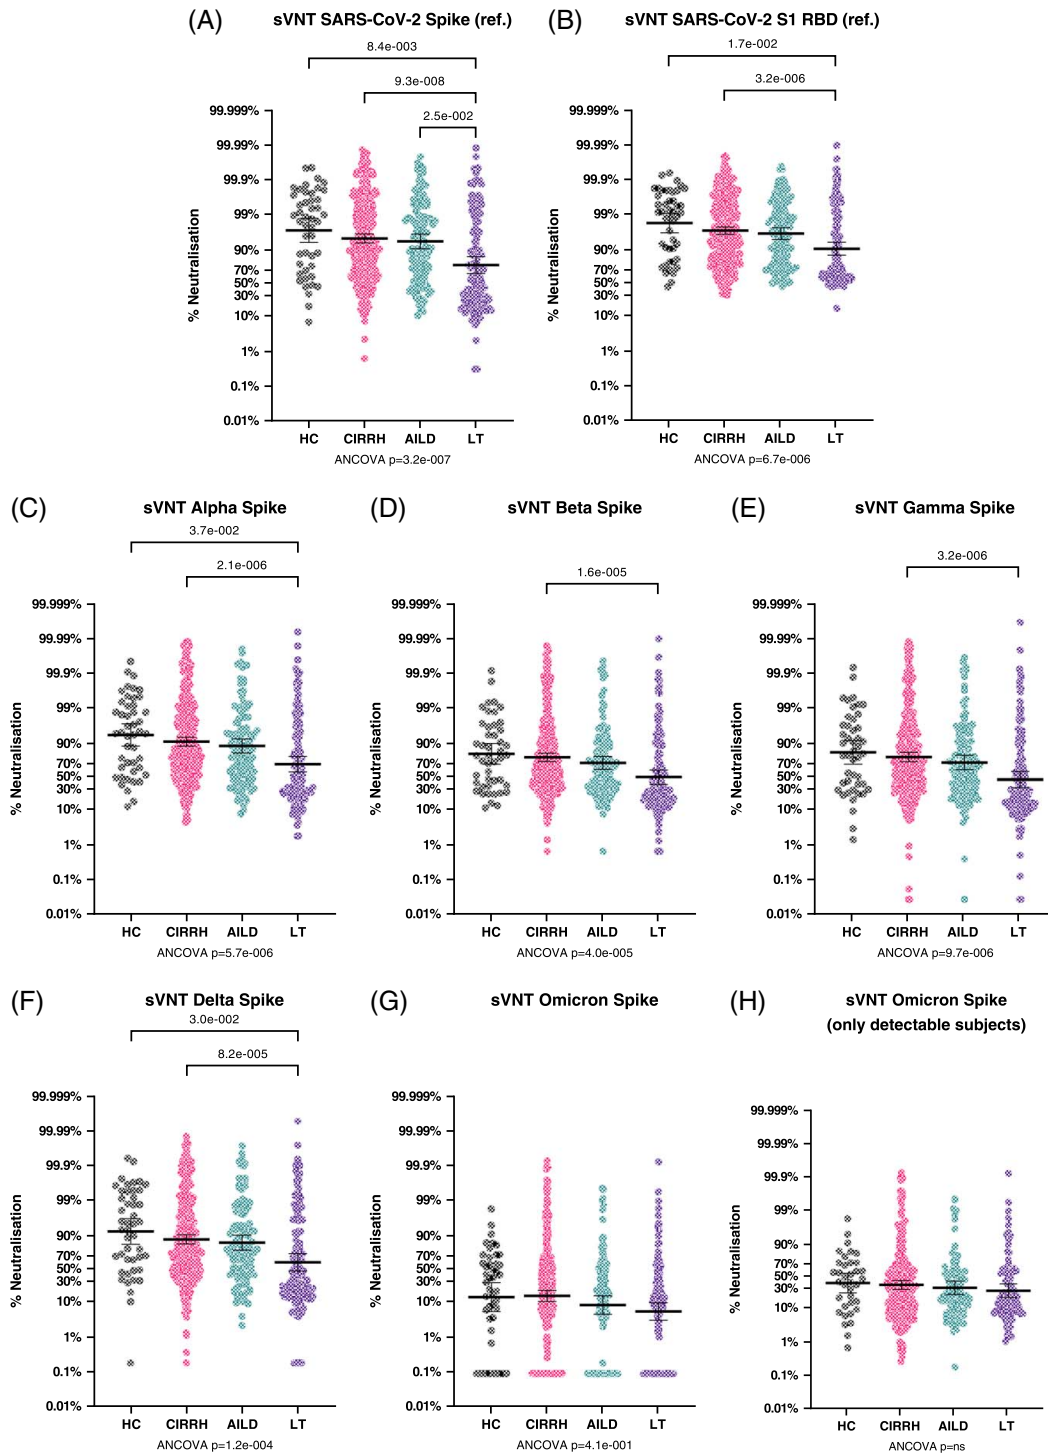 (A)
sVNT SARS-CoV-2 Spike (ref.)
8.4e-003
9.3e-008
2.5e-002
99.999%
99.99%
99.9%
99%
90%
70%
50%
30%
10%
1%
0.1%
0.01%
% Neutralisation
HC CIRRH AILD LT
ANCOVA p=3.2e-007
(B)
sVNT SARS-CoV-2 S1 RBD (ref.)
1.7e-002
3.2e-006
99.999%
99.99%
99.9%
99%
90%
70%
50%
30%
10%
1%
0.1%
0.01%
% Neutralisation
HC CIRRH AILD LT
ANCOVA p=6.7e-006
(C)
sVNT Alpha Spike
3.7e-002
2.1e-006
99.999%
99.99%
99.9%
99%
90%
70%
50%
30%
10%
1%
0.1%
0.01%
% Neutralisation
HC CIRRH AILD LT
ANCOVA p=5.7e-006
(D)
sVNT Beta Spike
1.6e-005
99.999%
99.99%
99.9%
99%
90%
70%
50%
30%
10%
1%
0.1%
0.01%
% Neutralisation
HC CIRRH AILD LT
ANCOVA p=4.0e-005
(E)
sVNT Gamma Spike
3.2e-006
99.999%
99.99%
99.9%
99%
90%
70%
50%
30%
10%
1%
0.1%
0.01%
% Neutralisation
HC CIRRH AILD LT
ANCOVA p=9.7e-006
(F)
sVNT Delta Spike
3.0e-002
8.2e-005
99.999%
99.99%
99.9%
99%
90%
70%
50%
30%
10%
1%
0.1%
0.01%
% Neutralisation
HC CIRRH AILD LT
ANCOVA p=1.2e-004
(G)
sVNT Omicron Spike
99.999%
99.99%
99.9%
99%
90%
70%
50%
30%
10%
1%
0.1%
0.01%
% Neutralisation
HC CIRRH AILD LT
ANCOVA p=4.1e-001
(H)
sVNT Omicron Spike
(only detectable subjects)
99.999%
99.99%
99.9%
99%
90%
70%
50%
30%
10%
1%
0.1%
0.01%
% Neutralisation
HC CIRRH AILD LT
ANCOVA p=ns